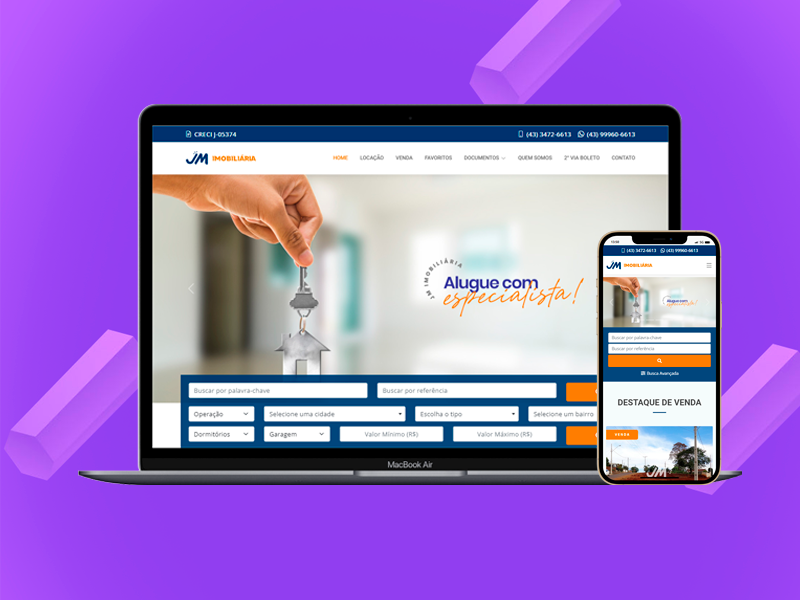 CRECI J-05374
(43) 3472-6613
(43) 99960-6613
JM IMOBILIÁRIA
HOME
LOCAÇÃO
VENDA
FAVORITOS
DOCUMENTOS
QUEM SOMOS
2ª VIA BOLETO
CONTATO
JM IMOBILIÁRIA
Alugue com
especialista!
Buscar por palavra-chave
Buscar por referência
Operação
Selecione uma cidade
Escolha o tipo
Selecione um bairro
Dormitórios
Garagem
Valor Mínimo (R$)
Valor Máximo (R$)
MacBook Air
(43) 3472-6613
(43) 99960-6613
JM IMOBILIÁRIA
Alugue com
especialista!
Buscar por palavra-chave
Buscar por referência
Busca Avançada
DESTAQUE DE VENDA
VENDA
JM